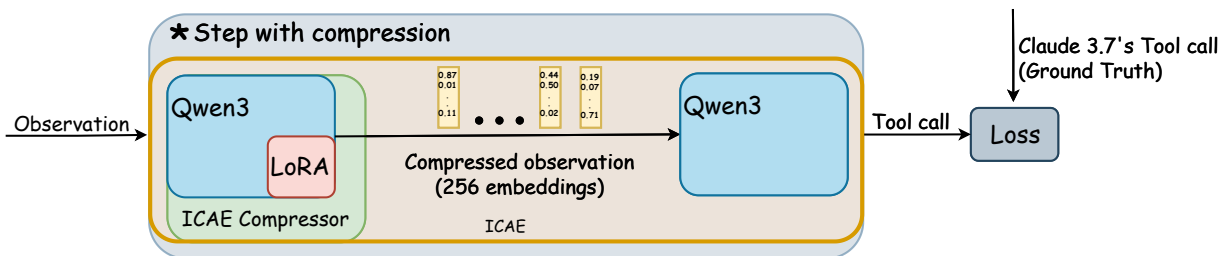 * Step with compression
Observation
Qwen3
LoRA
ICAE Compressor
0.87
0.01
.
.
0.11
0.44
0.50
.
.
0.02
0.19
0.07
.
.
0.71
Compressed observation
(256 embeddings)
ICAE
Qwen3
Tool call
Claude 3.7's Tool call
(Ground Truth)
Loss